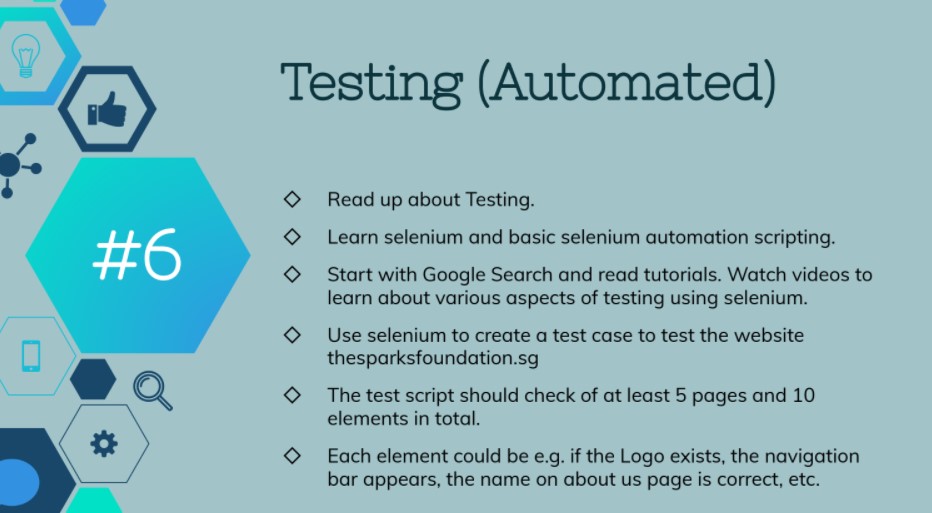 Testing (Automated)
#6
Read up about Testing.
Learn selenium and basic selenium automation scripting.
Start with Google Search and read tutorials. Watch videos to
learn about various aspects of testing using selenium.
Use selenium to create a test case to test the website
thesparksfoundation.sg
The test script should check of at least 5 pages and 10
elements in total.
Each element could be e.g. if the Logo exists, the navigation
bar appears, the name on about us page is correct, etc.